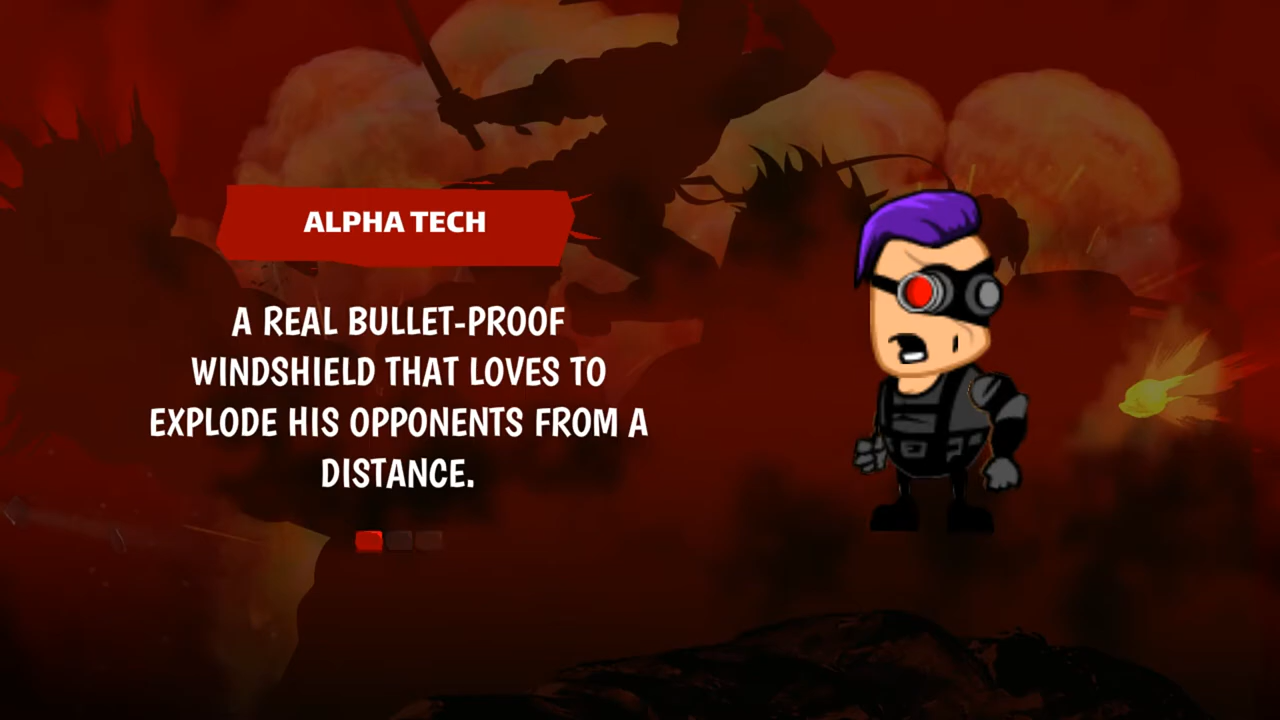 ALPHA TECH
A REAL BULLET-PROOF
WINDSHIELD THAT LOVES TO
EXPLODE HIS OPPONENTS FROM A
DISTANCE.